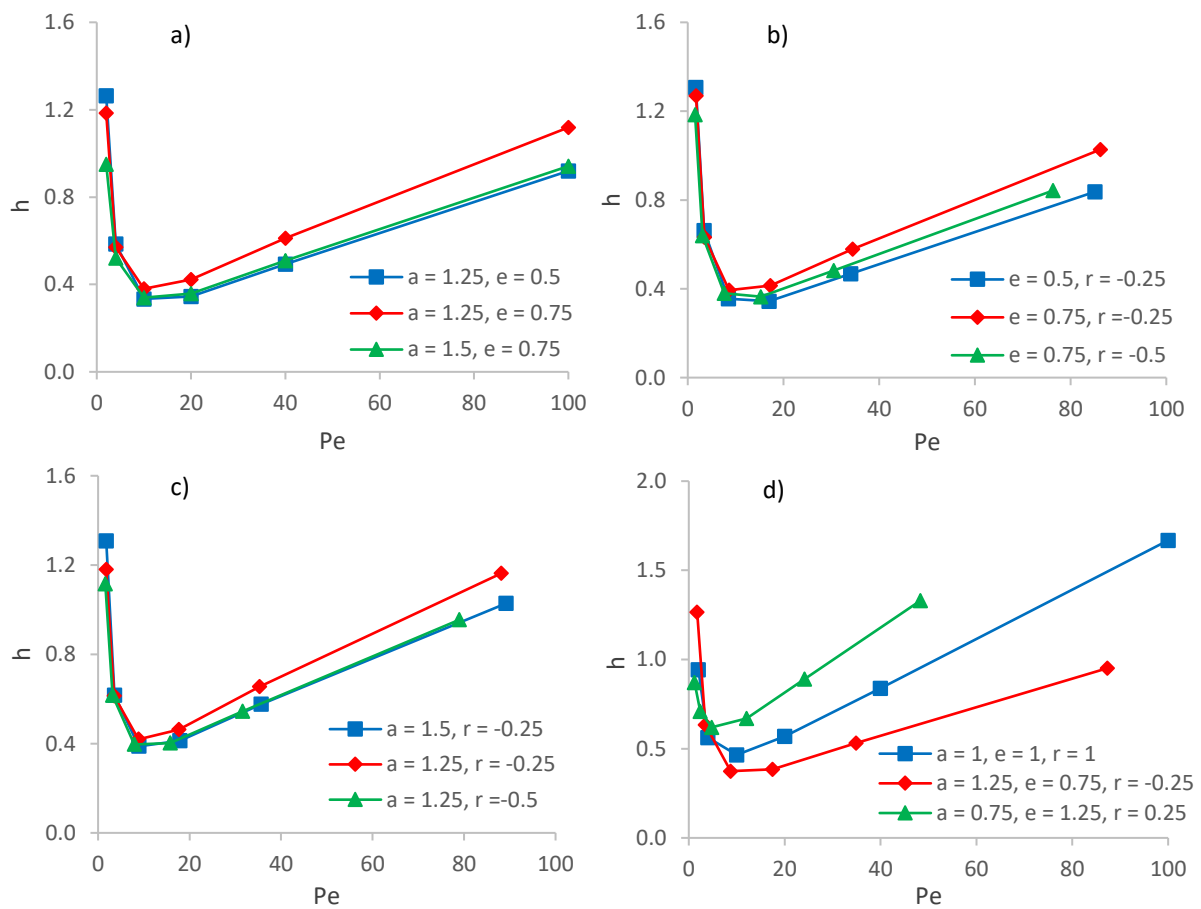 a)
1.6
1.2
0.8
0.4
0.0
h
0 20 40 60 80 100
Pe
a = 1.25, e = 0.5
a = 1.25, e = 0.75
a = 1.5, e = 0.75
b)
1.6
1.2
0.8
0.4
0.0
h
0 20 40 60 80 100
Pe
e = 0.5, r = -0.25
e = 0.75, r =-0.25
e = 0.75, r =-0.5
c)
1.6
1.2
0.8
0.4
0.0
h
0 20 40 60 80 100
Pe
a = 1.5, r = -0.25
a = 1.25, r = -0.25
a = 1.25, r =-0.5
d)
2.0
1.5
1.0
0.5
0.0
h
0 20 40 60 80 100
Pe
a = 1, e = 1, r = 1
a = 1.25, e = 0.75, r = -0.25
a = 0.75, e = 1.25, r = 0.25